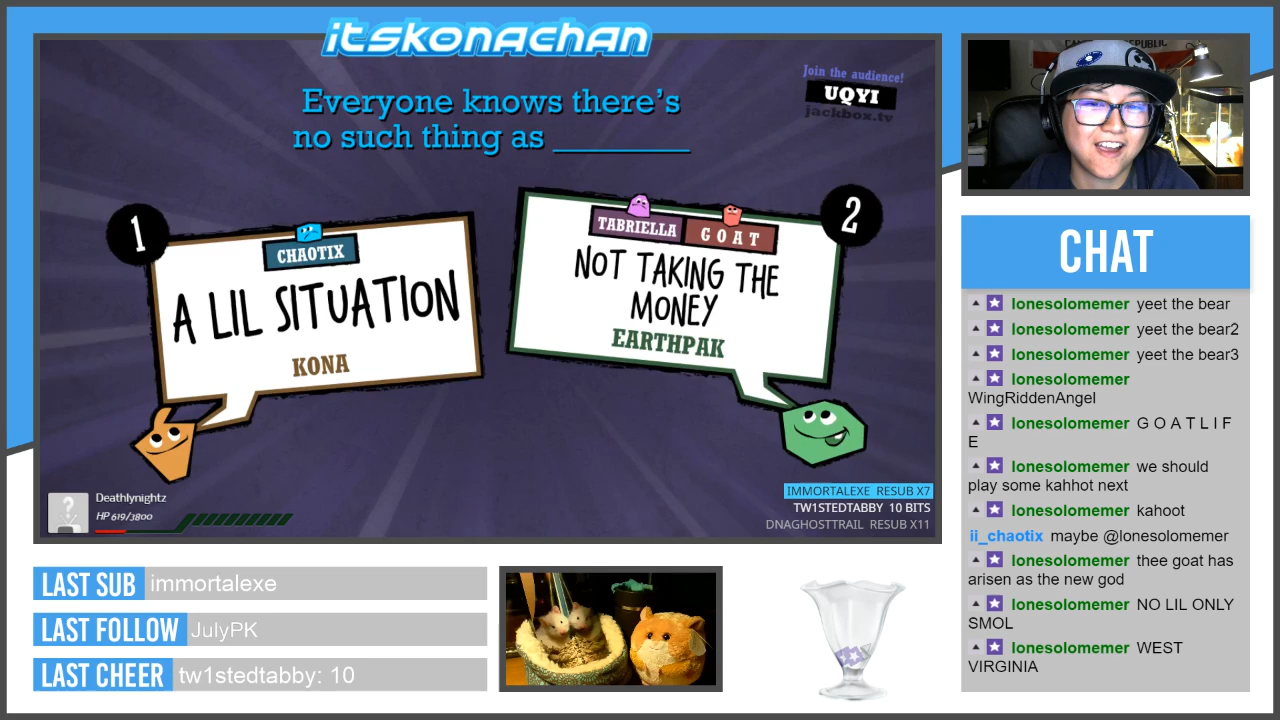 itskonachan
Everyone knows there's
no such thing as ________
Join the audience!
UQYI
jackbox.tv
1
CHAOTIX
A LIL SITUATION
KONA
2
TABRIELLA
G O A T
NOT TAKING THE
MONEY
EARTHPAK
Deathlynightz
HP 619/3800
IMMORTALEXE RESUB X7
TW1STEDTABBY 10 BITS
DNAGHOSTTRAIL RESUB X11
LAST SUB immortalexe
LAST FOLLOW JulyPK
LAST CHEER tw1stedtabby: 10
REPUBLIC
CHAT
lonesolomemer yeet the bear
lonesolomemer yeet the bear2
lonesolomemer yeet the bear3
lonesolomemer
WingRiddenAngel
lonesolomemer G O A T L I F
E
lonesolomemer we should
play some kahhot next
lonesolomemer kahoot
ii_chaotix maybe @lonesolomemer
lonesolomemer thee goat has
arisen as the new god
lonesolomemer NO LIL ONLY
SMOL
lonesolomemer WEST
VIRGINIA